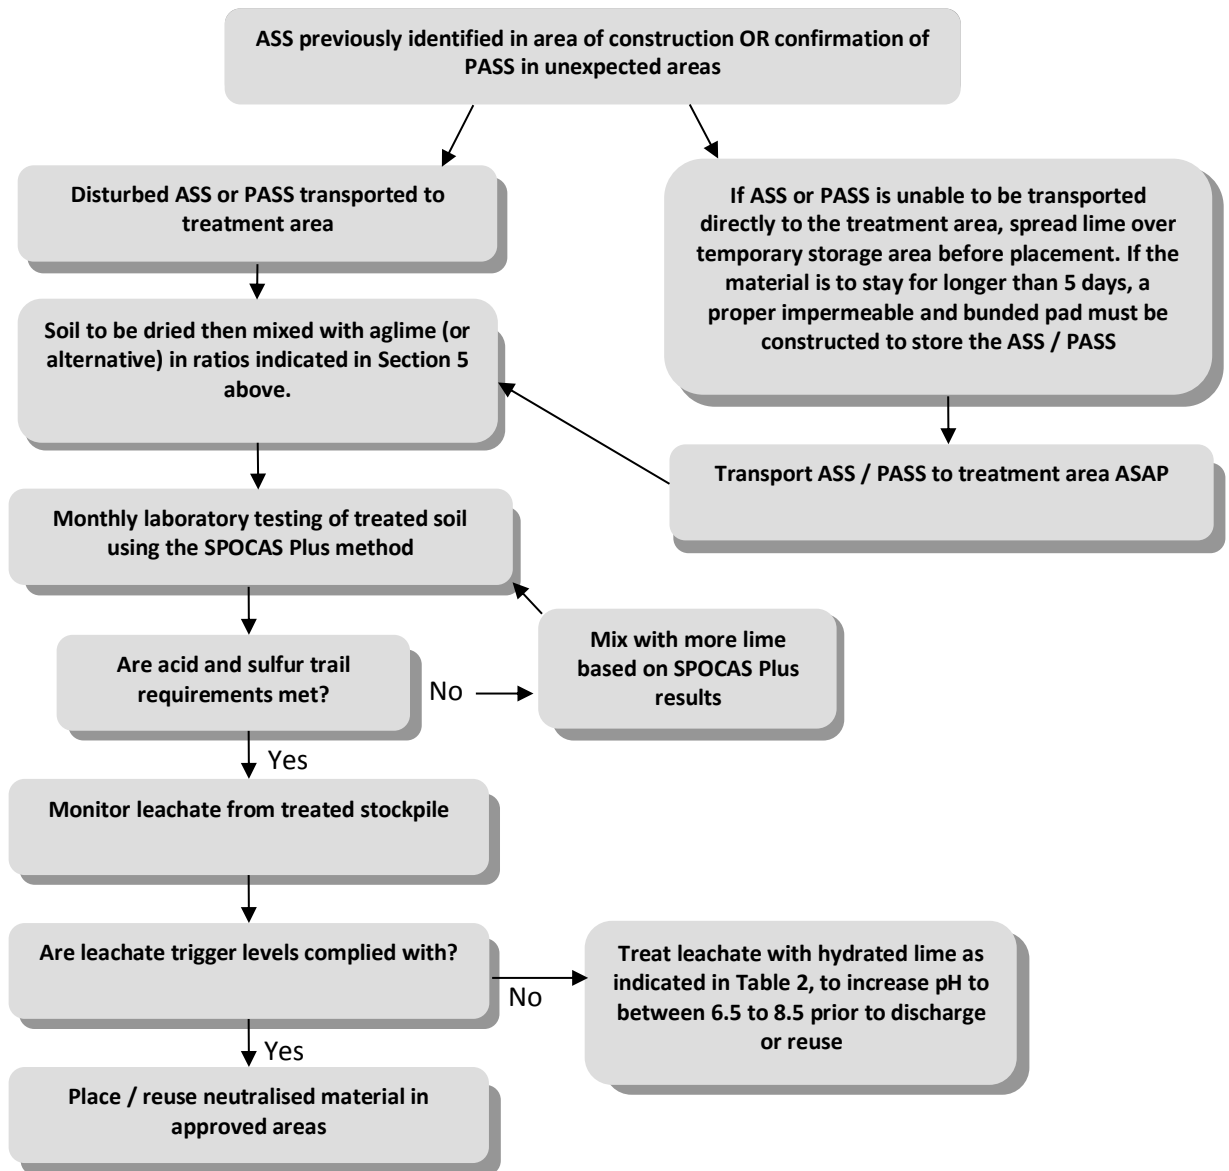 ASS previously identified in area of construction OR confirmation of
PASS in unexpected areas
Disturbed ASS or PASS transported to
treatment area
If ASS or PASS is unable to be transported
directly to the treatment area, spread lime over
temporary storage area before placement. If the
material is to stay for longer than 5 days, a
proper impermeable and bunded pad must be
constructed to store the ASS / PASS
Soil to be dried then mixed with aglime (or
alternative) in ratios indicated in Section 5
above.
Transport ASS / PASS to treatment area ASAP
Monthly laboratory testing of treated soil
using the SPOCAS Plus method
Mix with more lime
based on SPOCAS Plus
results
Are acid and sulfur trail
requirements met?
No
Yes
Monitor leachate from treated stockpile
Are leachate trigger levels complied with?
No
Treat leachate with hydrated lime as
indicated in Table 2, to increase pH to
between 6.5 to 8.5 prior to discharge
or reuse
Yes
Place / reuse neutralised material in
approved areas